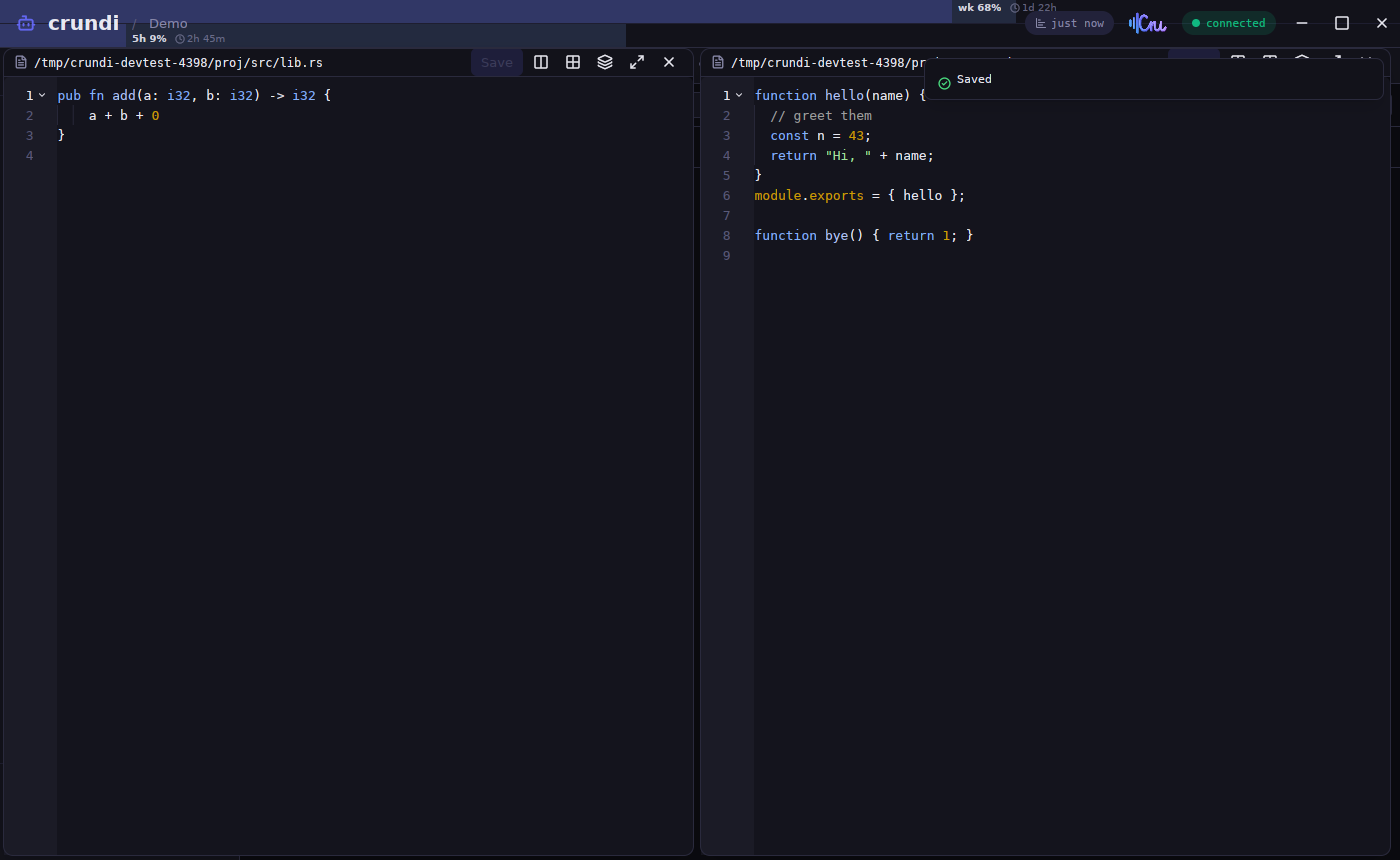 wk 68% 1d 22h
crundi / Demo
just now
Cru
connected
5h 9% 2h 45m
/tmp/crundi-devtest-4398/proj/src/lib.rs
Save
1 pub fn add(a: i32, b: i32) -> i32 {
2 a + b + 0
3 }
4
/tmp/crundi-devtest-4398/pr
Saved
1 function hello(name) {
2 // greet them
3 const n = 43;
4 return "Hi, " + name;
5 }
6 module.exports = { hello };
7
8 function bye() { return 1; }
9